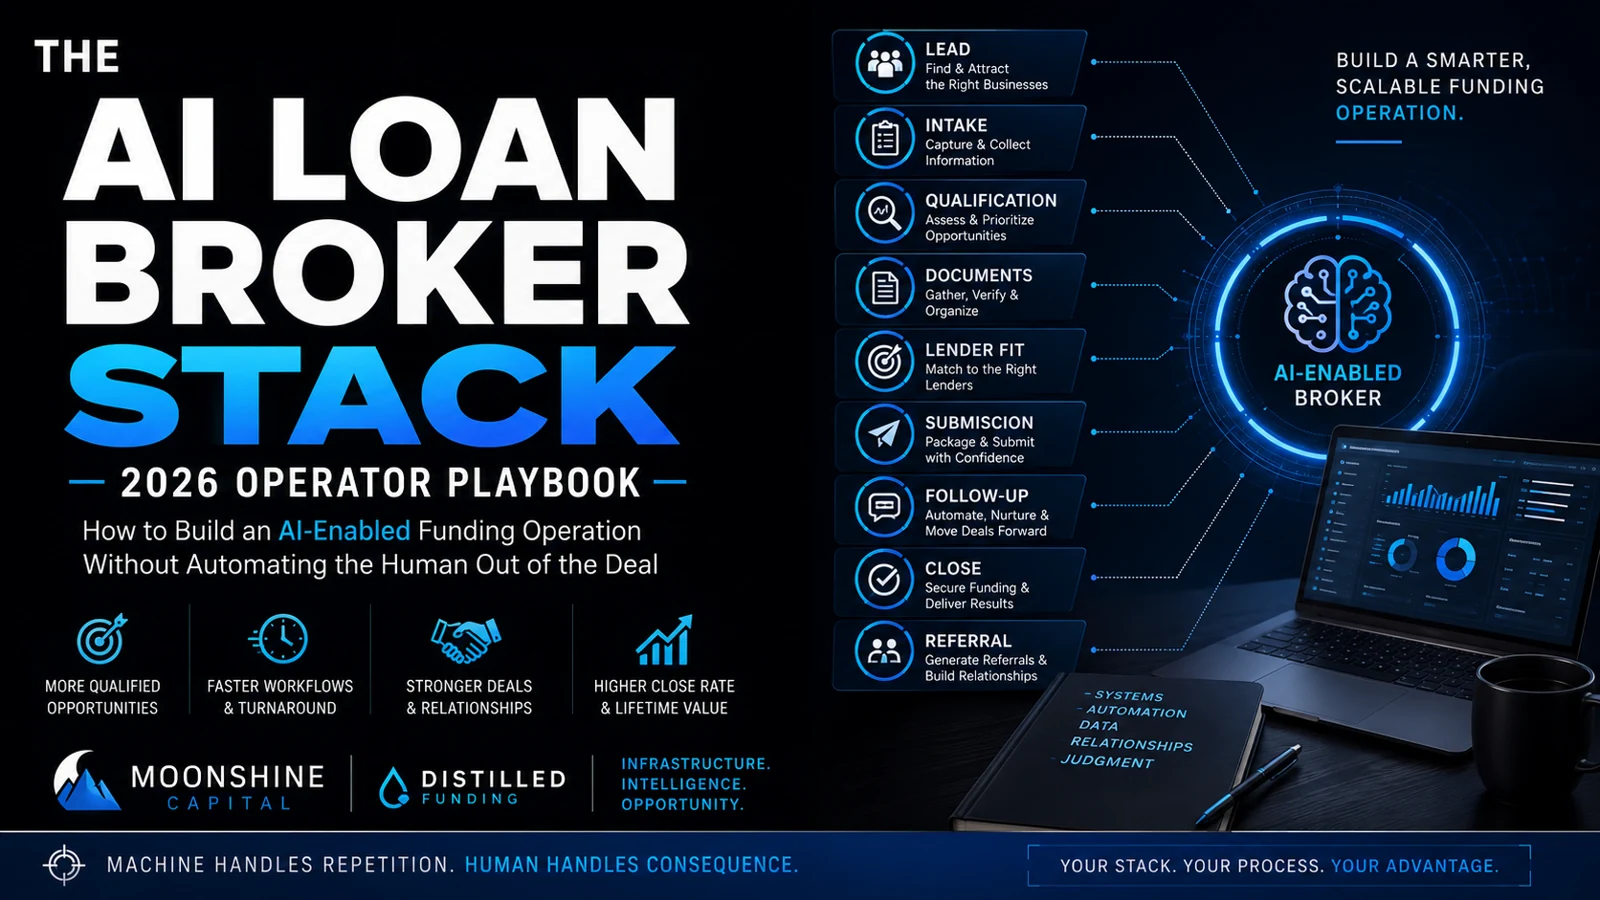 THE
AI LOAN
BROKER
STACK
2026 OPERATOR PLAYBOOK
How to Build an AI-Enabled Funding Operation
Without Automating the Human Out of the Deal
MORE QUALIFIED
OPPORTUNITIES
FASTER WORKFLOWS
& TURNAROUND
STRONGER DEALS
& RELATIONSHIPS
HIGHER CLOSE RATE
& LIFETIME VALUE
MOONSHINE
CAPITAL
DISTILLED
FUNDING
INFRASTRUCTURE.
INTELLIGENCE.
OPPORTUNITY.
LEAD
Find & Attract
the Right Businesses
INTAKE
Capture & Collect
Information
QUALIFICATION
Assess & Prioritize
Opportunities
DOCUMENTS
Gather, Verify &
Organize
LENDER FIT
Match to the Right
Lenders
SUBMISCION
Package & Submit
with Confidence
FOLLOW-UP
Automate, Nurture &
Move Deals Forward
CLOSE
Secure Funding &
Deliver Results
REFERRAL
Generate Referrals &
Build Relationships
BUILD A SMARTER,
SCALABLE FUNDING
OPERATION.
AI-ENABLED
BROKER
- SYSTEMS
- AUTOMATION
DATA
RELATIONSHIPS
- JUDGMENT
MACHINE HANDLES REPETITION. HUMAN HANDLES CONSEQUENCE.
YOUR STACK. YOUR PROCESS. YOUR ADVANTAGE.